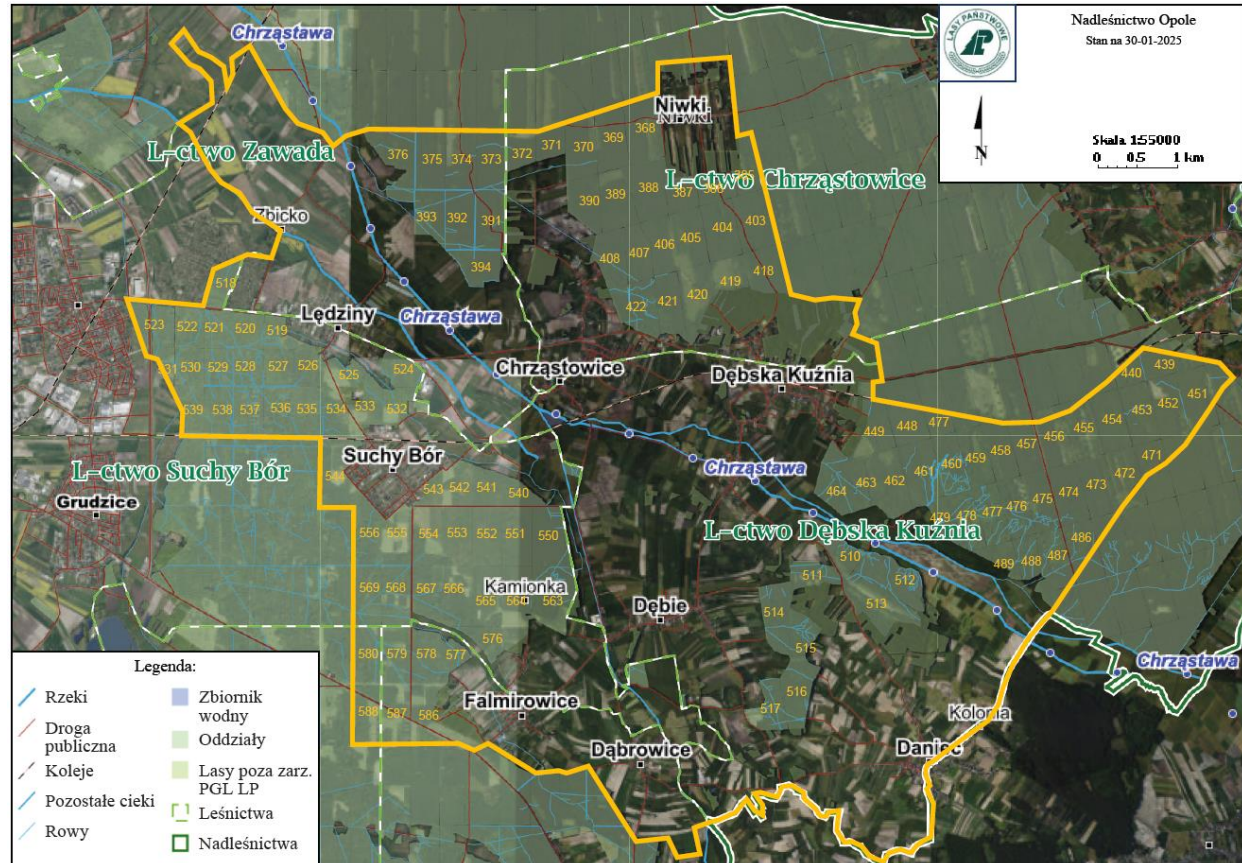 Nadleśnictwo Opole
Stan na 30-01-2025
LASY PAŃSTWOWE
N
Skala 1:55000
0 0.5 1 km
Chrząstawa
Niwki
NIWKI
L-ctwo Zawada
376 375 374 373 372 371 370 369 368
L-ctwo Chrząstowice
393 392 391 390 389 388 387 386 385
Zbicko
394
408 407 406 405 404 403
518
422 421 420 419 418
Lędziny
Chrząstawa
523 522 521 520 519
531 530 529 528 527 526 525 524
Chrząstowice
Dębska Kuźnia
539 538 537 536 535 534 533 532
440 439
449 448 477
456 455 454 453 452 451
Suchy Bór
L-ctwo Suchy Bór
544 543 542 541 540
Chrząstawa
464 463 462 461 460 459 458 457
Grudzice
479 478 477 476 475 474 473 472 471
L-ctwo Dębska Kuźnia
556 555 554 553 552 551 550
489 488 487 486
510 511 512 513
569 568 567 566 565 564 563
Kamionka
Dębie
514
515
516
517
580 579 578 577 576
588 587 586
Falmirowice
Dąbrowice
Kolonia
Daniec
Chrząstawa
Legenda:
Rzeki
Droga
publiczna
Koleje
Pozostałe cieki
Rowy
Zbiornik
wodny
Oddziały
Lasy poza zarz.
PGL LP
Leśnictwa
Nadleśnictwa